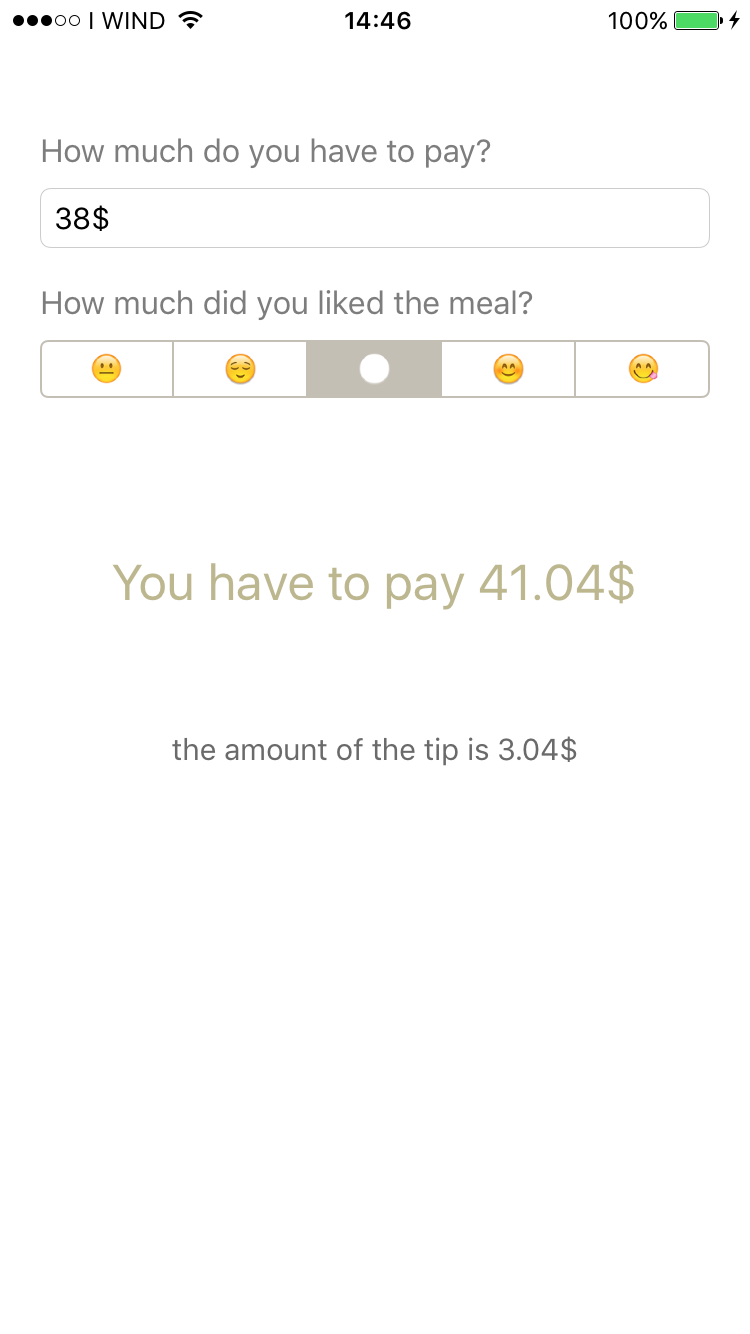 I WIND 14:46 100%
How much do you have to pay?
38$
How much did you liked the meal?
You have to pay 41.04$
the amount of the tip is 3.04$